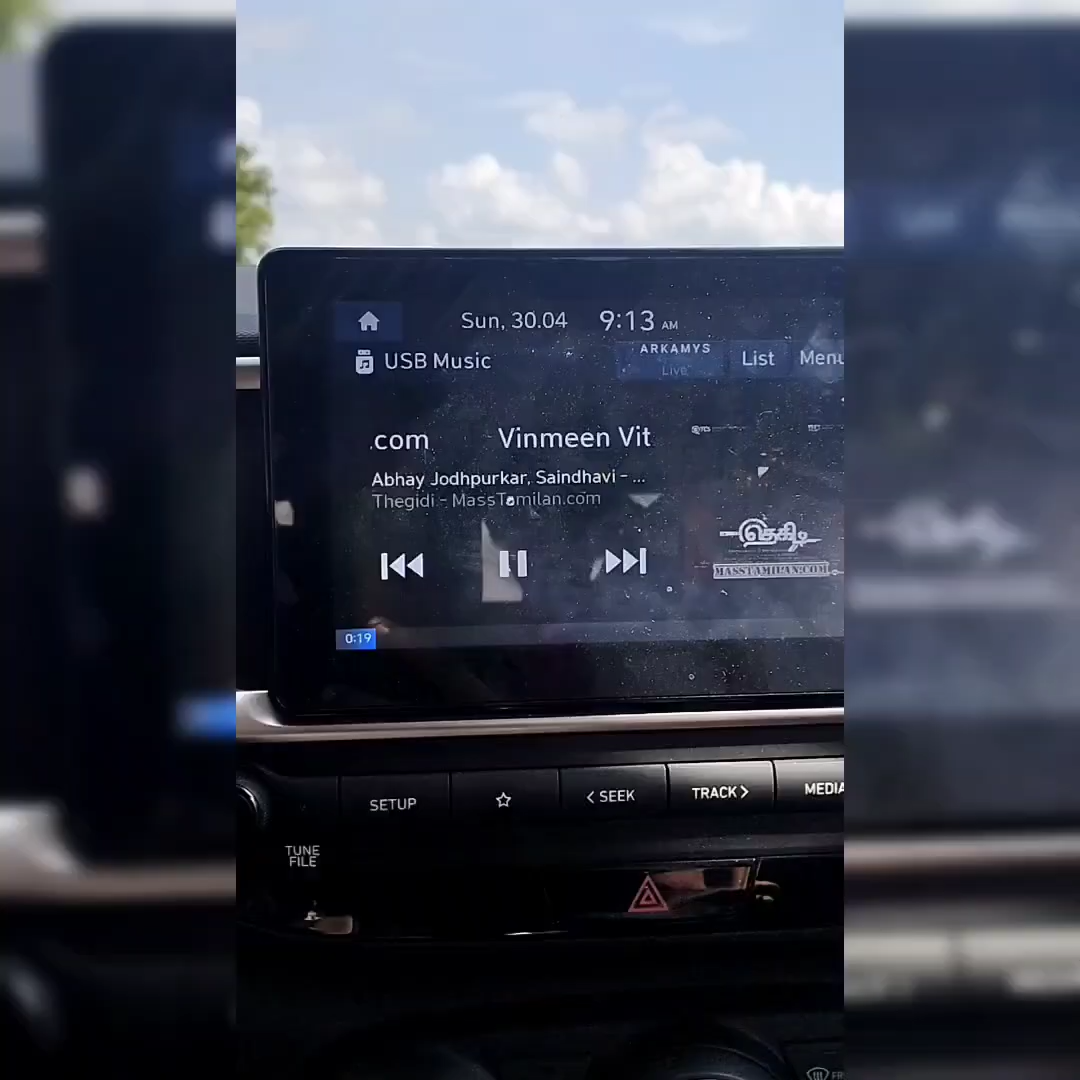 Sun, 30.04 9:13 AM
USB Music
ARKAMYS
Live
List
Menu
.com Vinmeen Vit
Abhay Jodhpurkar, Saindhavi - ...
Thegidi - MassTamilan.com
தெகிடி
MASSTAMILAN.COM
0:19
SETUP
< SEEK
TRACK >
MEDIA
TUNE
FILE